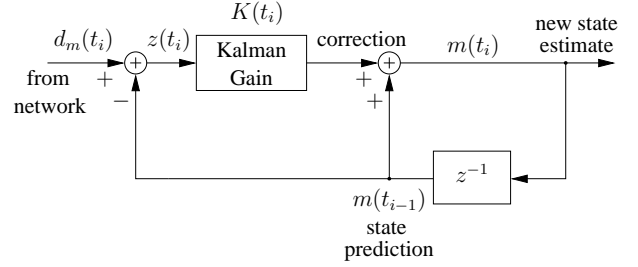 K(t_i)
d_m(t_i)
z(t_i)
Kalman
Gain
correction
m(t_i)
new state
estimate
from
network
+
−
+
+
+
+
z^{-1}
m(t_{i-1})
state
prediction